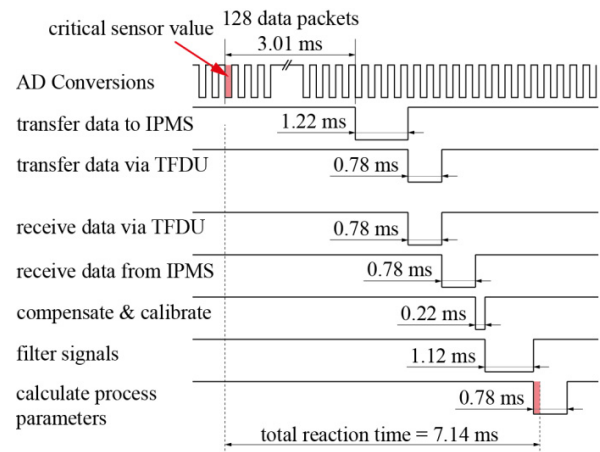 critical sensor value
128 data packets
3.01 ms
AD Conversions
transfer data to IPMS
1.22 ms
transfer data via TFDU
0.78 ms
receive data via TFDU
0.78 ms
receive data from IPMS
0.78 ms
compensate & calibrate
0.22 ms
filter signals
1.12 ms
calculate process
parameters
0.78 ms
total reaction time = 7.14 ms